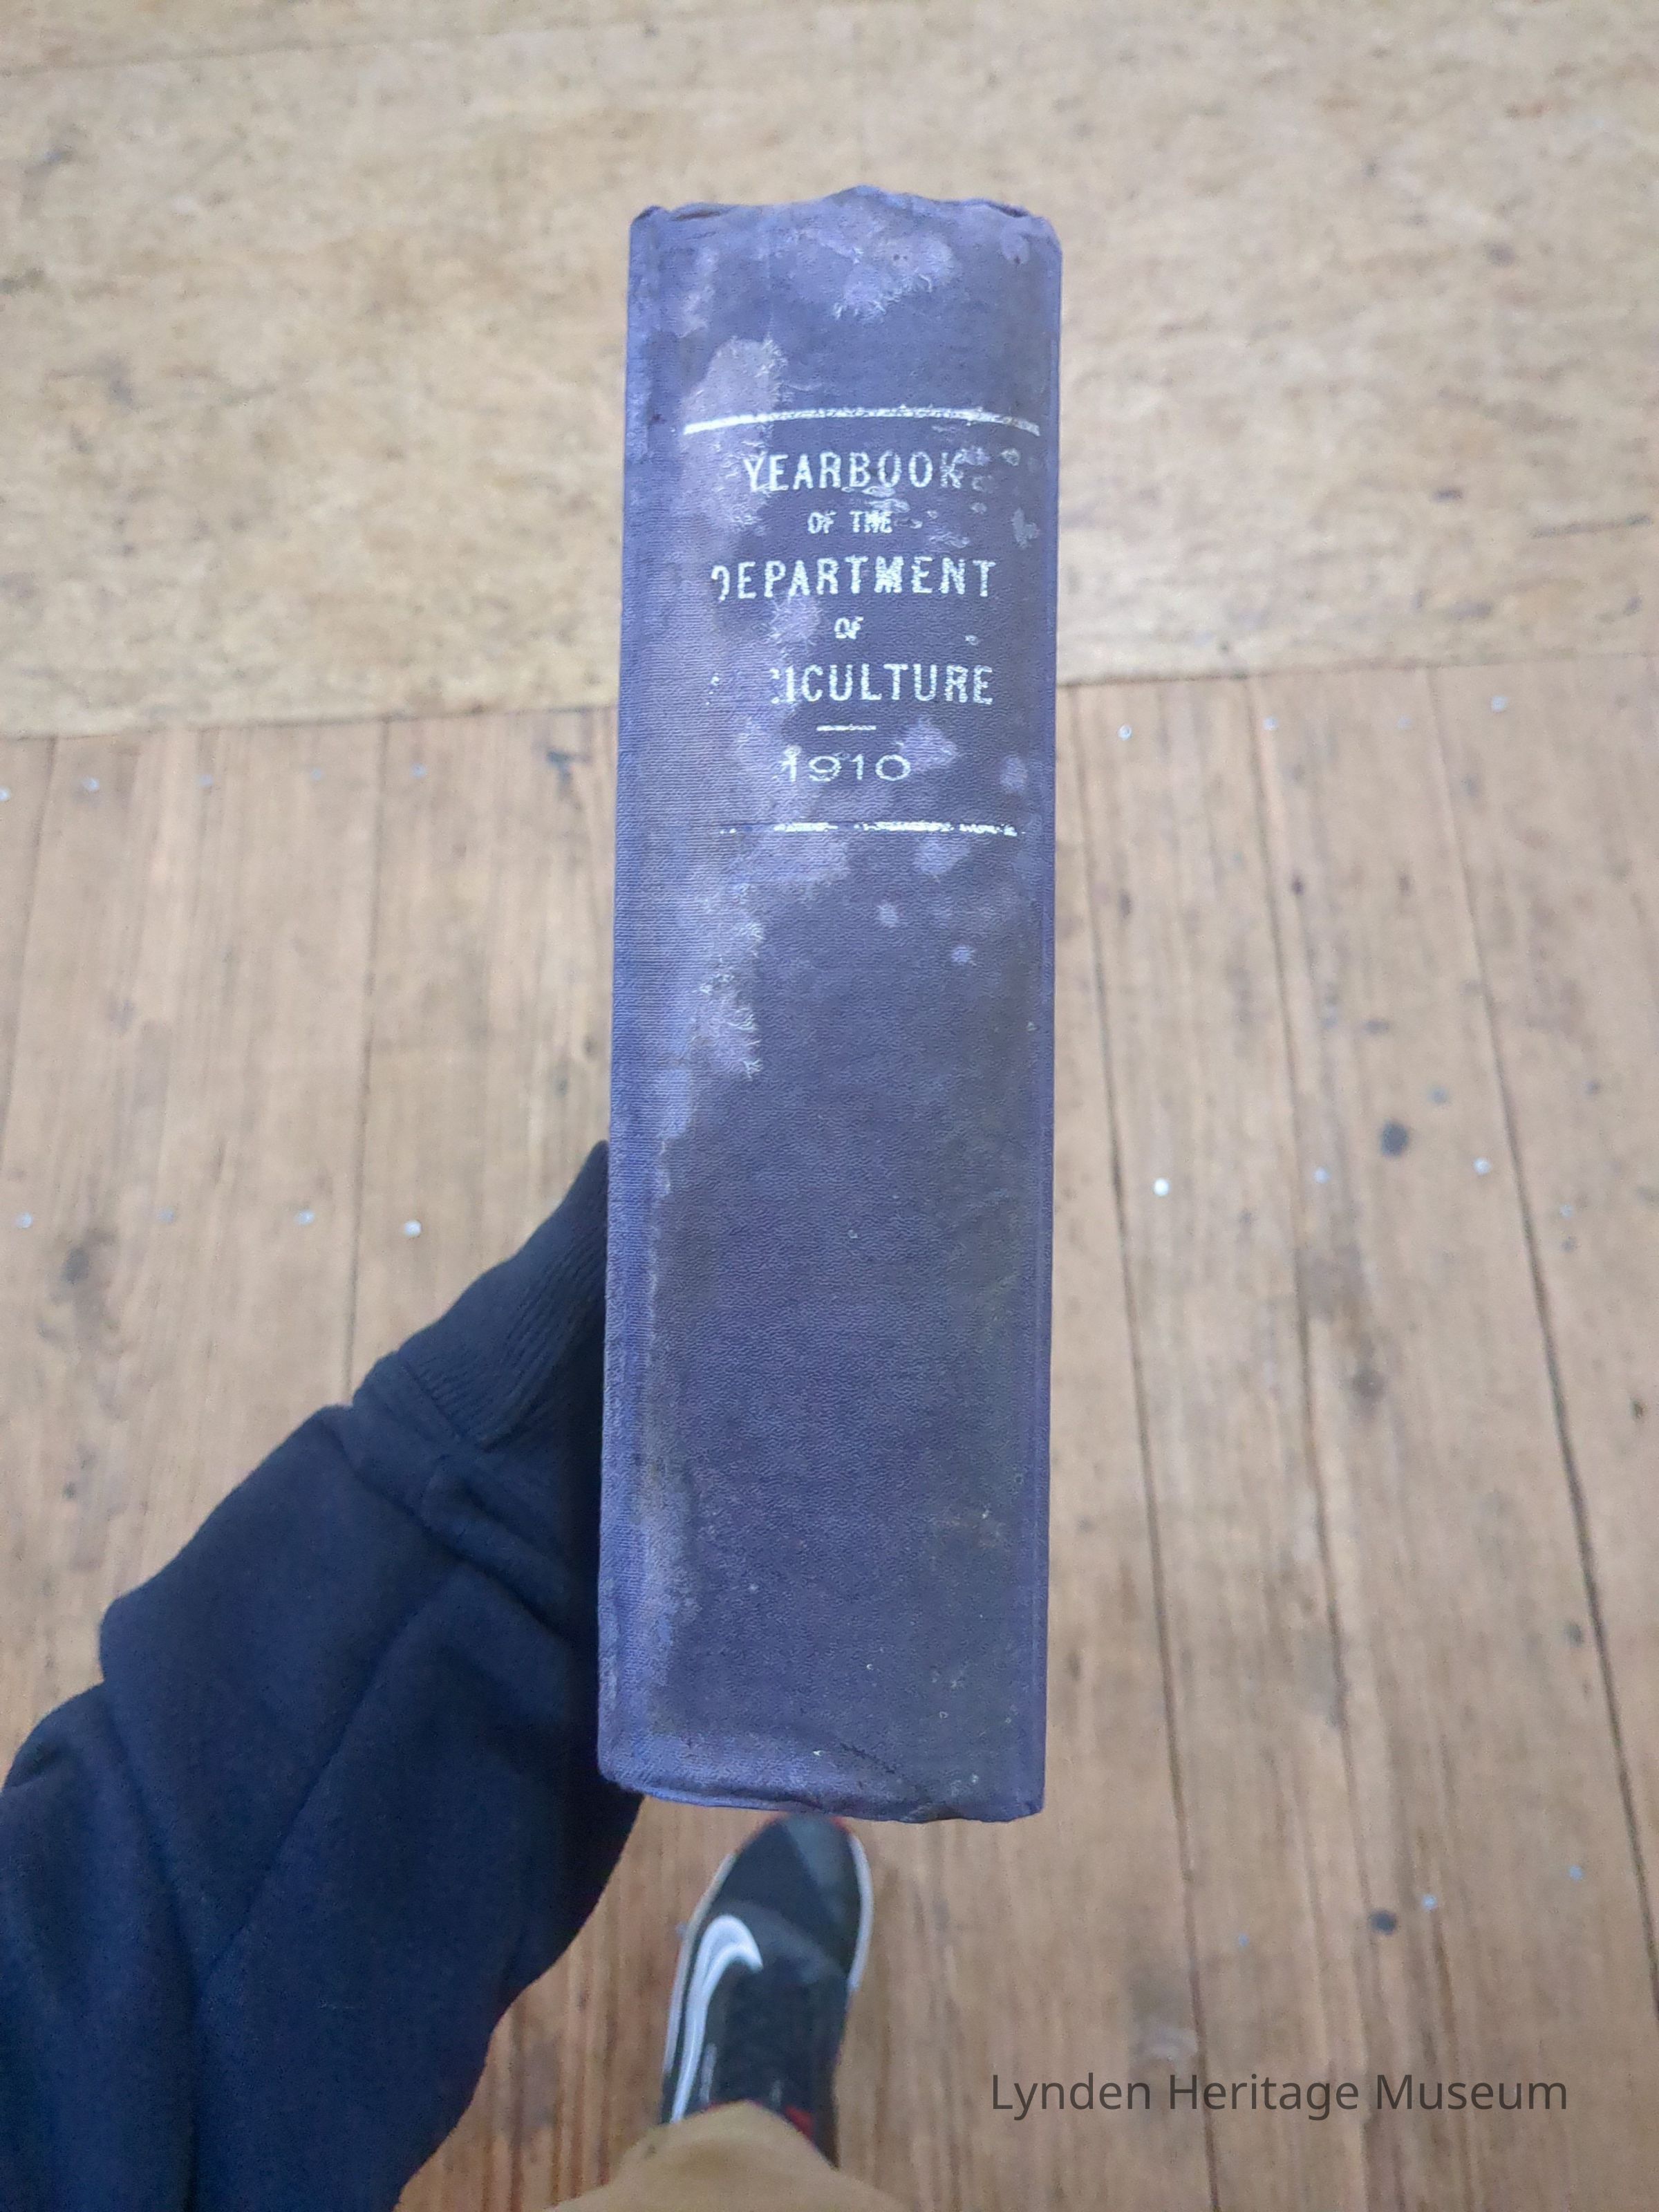 YEARBOOK
OF THE
DEPARTMENT
OF
ICULTURE
1910
Lynden Heritage Museum